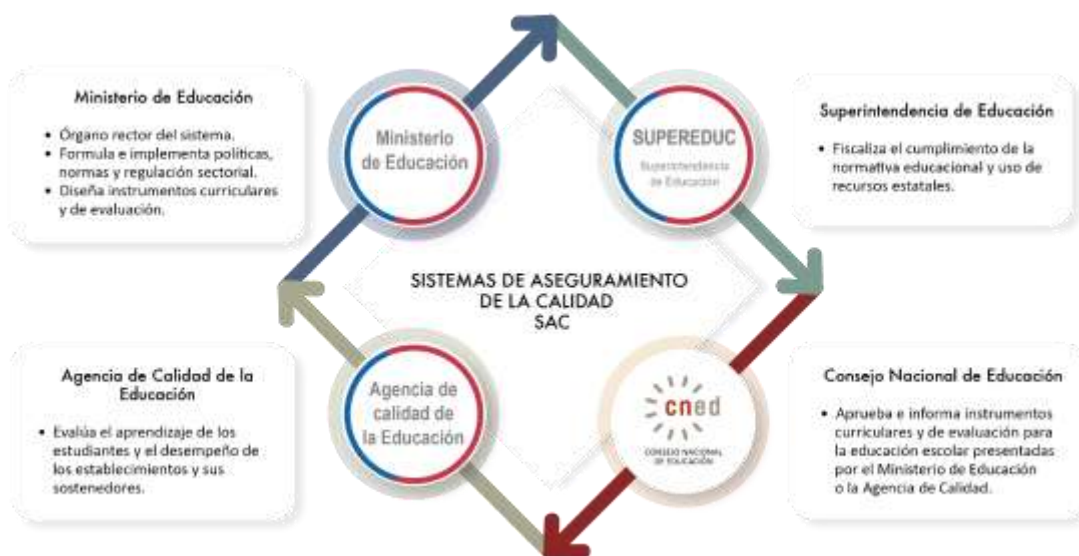 Ministerio de Educación
• Órgano rector del sistema.
• Formula e implementa políticas,
normas y regulación sectorial.
• Diseña instrumentos curriculares
y de evaluación.
Ministerio
de Educación
SUPEREDUC
Superintendencia
de Educación
Superintendencia de Educación
• Fiscaliza el cumplimiento de la
normativa educacional y uso de
recursos estatales.
SISTEMAS DE ASEGURAMIENTO
DE LA CALIDAD
SAC
Agencia de Calidad de la
Educación
• Evalúa el aprendizaje de los
estudiantes y el desempeño de
los establecimientos y sus
sostenedores.
Agencia de
calidad de
la Educación
cned
CONSEJO NACIONAL
DE EDUCACIÓN
Consejo Nacional de Educación
• Aprueba e informa instrumentos
curriculares y de evaluación para
la educación escolar presentadas
por el Ministerio de Educación
o la Agencia de Calidad.